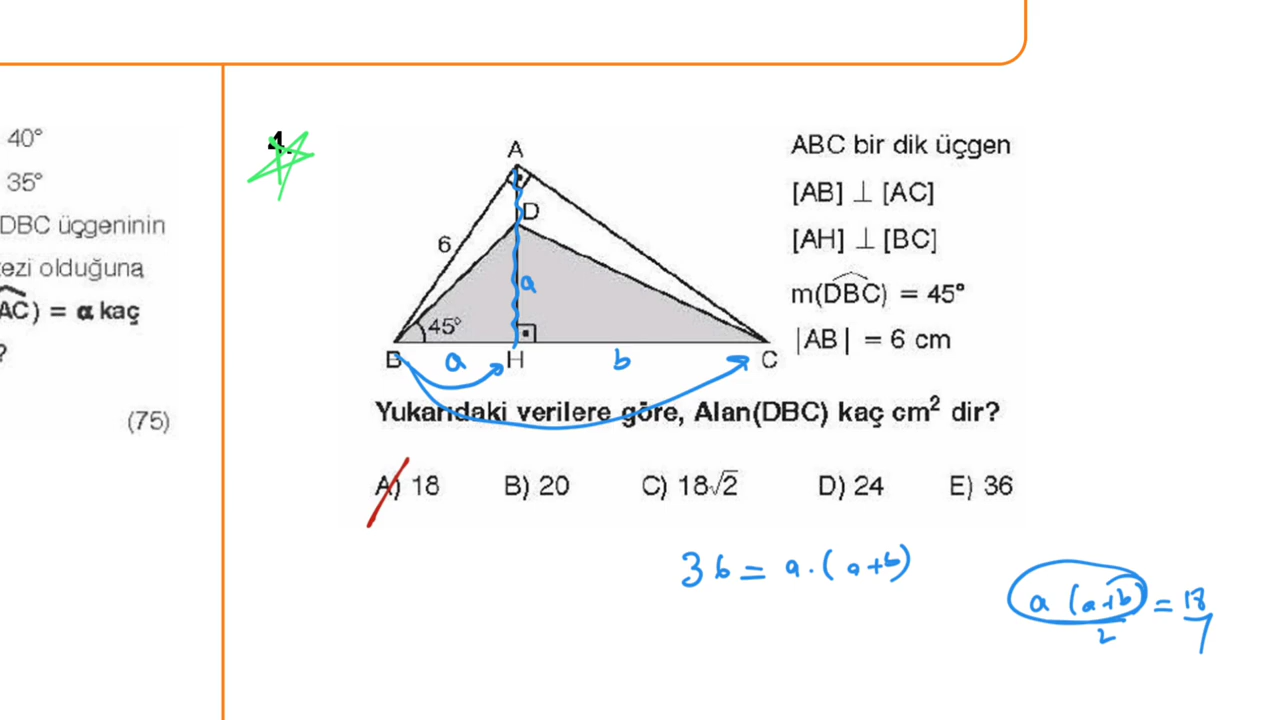 40°
35°
DBC üçgeninin
ezi olduğuna
AC) = α kaç
?
(75)
4.
A
D
6
a
45°
B
a
H
b
C
ABC bir dik üçgen
[AB] ⊥ [AC]
[AH] ⊥ [BC]
m(DBC) = 45°
|AB| = 6 cm
Yukarıdaki verilere göre, Alan(DBC) kaç cm² dir?
A) 18 B) 20 C) 18√2 D) 24 E) 36
36 = a.(a+b)
a (a+b)/2 = 18